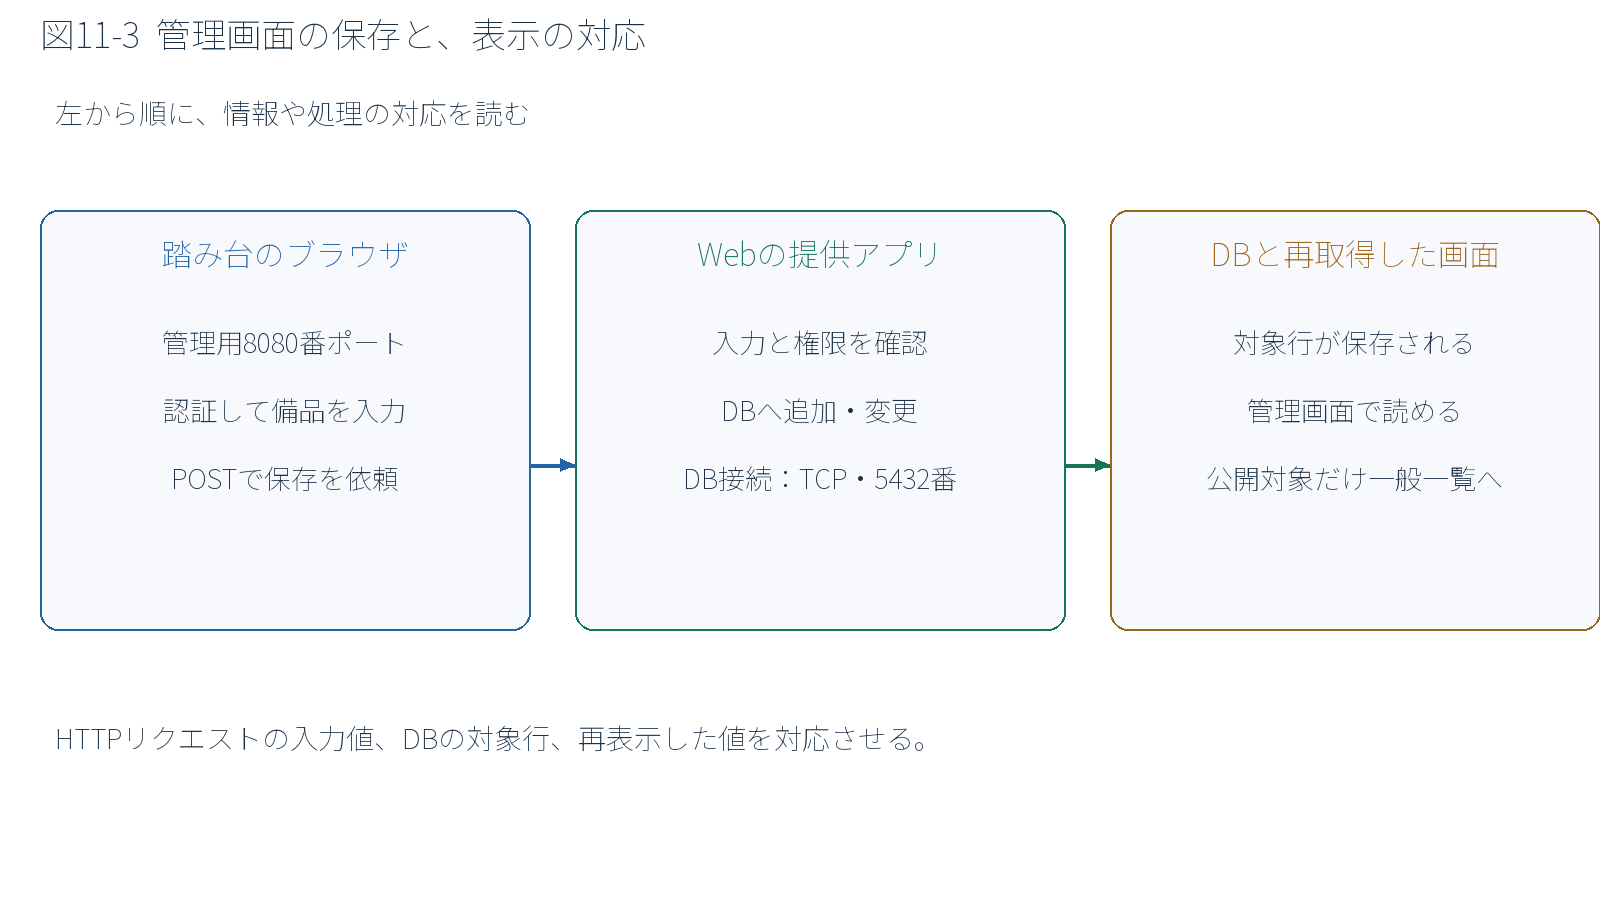 図11-3 管理画面の保存と、表示の対応
左から順に、情報や処理の対応を読む
踏み台のブラウザ
管理用8080番ポート
認証して備品を入力
POSTで保存を依頼
Webの提供アプリ
入力と権限を確認
DBへ追加・変更
DB接続：TCP・5432番
DBと再取得した画面
対象行が保存される
管理画面で読める
公開対象だけ一般一覧へ
HTTPリクエストの入力値、DBの対象行、再表示した値を対応させる。